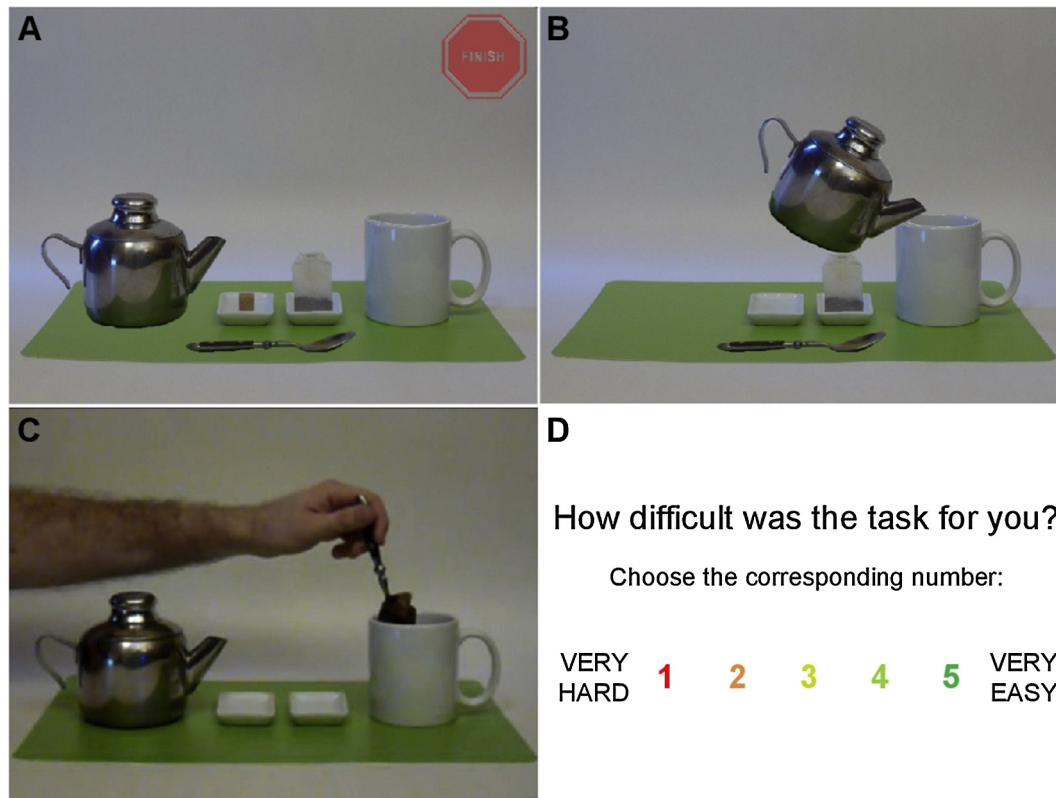 A
FINISH
B
C
D
How difficult was the task for you?
Choose the corresponding number:
VERY
HARD
1 2 3 4 5
VERY
EASY